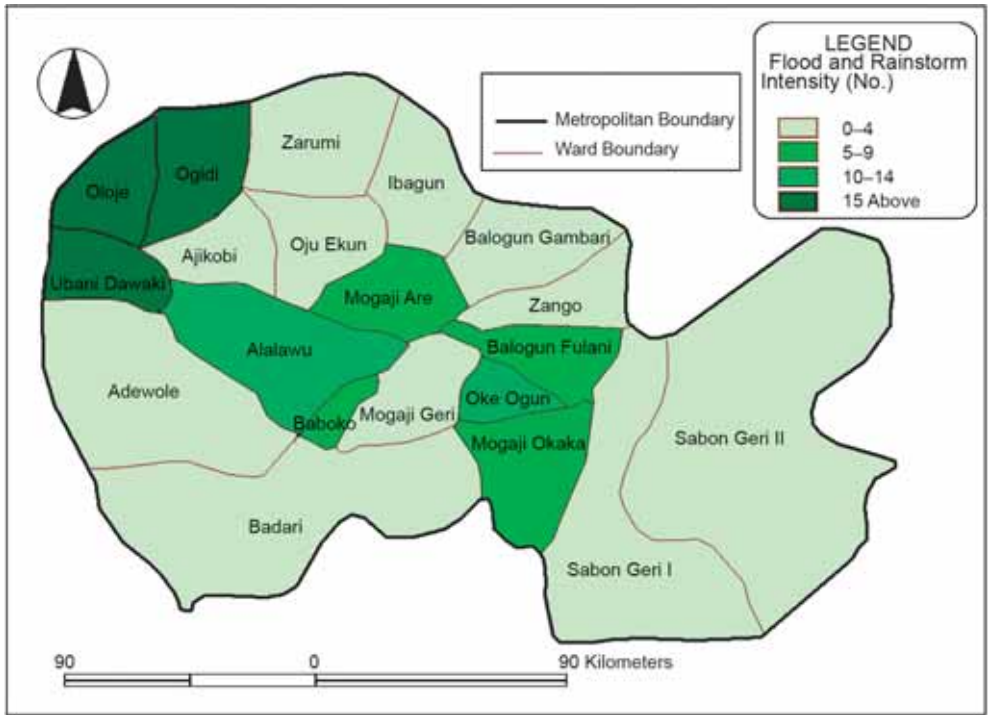 LEGEND
Flood and Rainstorm
Intensity (No.)
0–4
5–9
10–14
15 Above
Metropolitan Boundary
Ward Boundary
Zarumi
Ogidi
Oloje
Ibagun
Balogun Gambari
Oju Ekun
Ajikobi
Ubani Dawaki
Mogaji Are
Zango
Alalawu
Balogun Fulani
Adewole
Oke Ogun
Baboko
Mogaji Geri
Mogaji Okaka
Sabon Geri II
Badari
Sabon Geri I
90 0 90 Kilometers